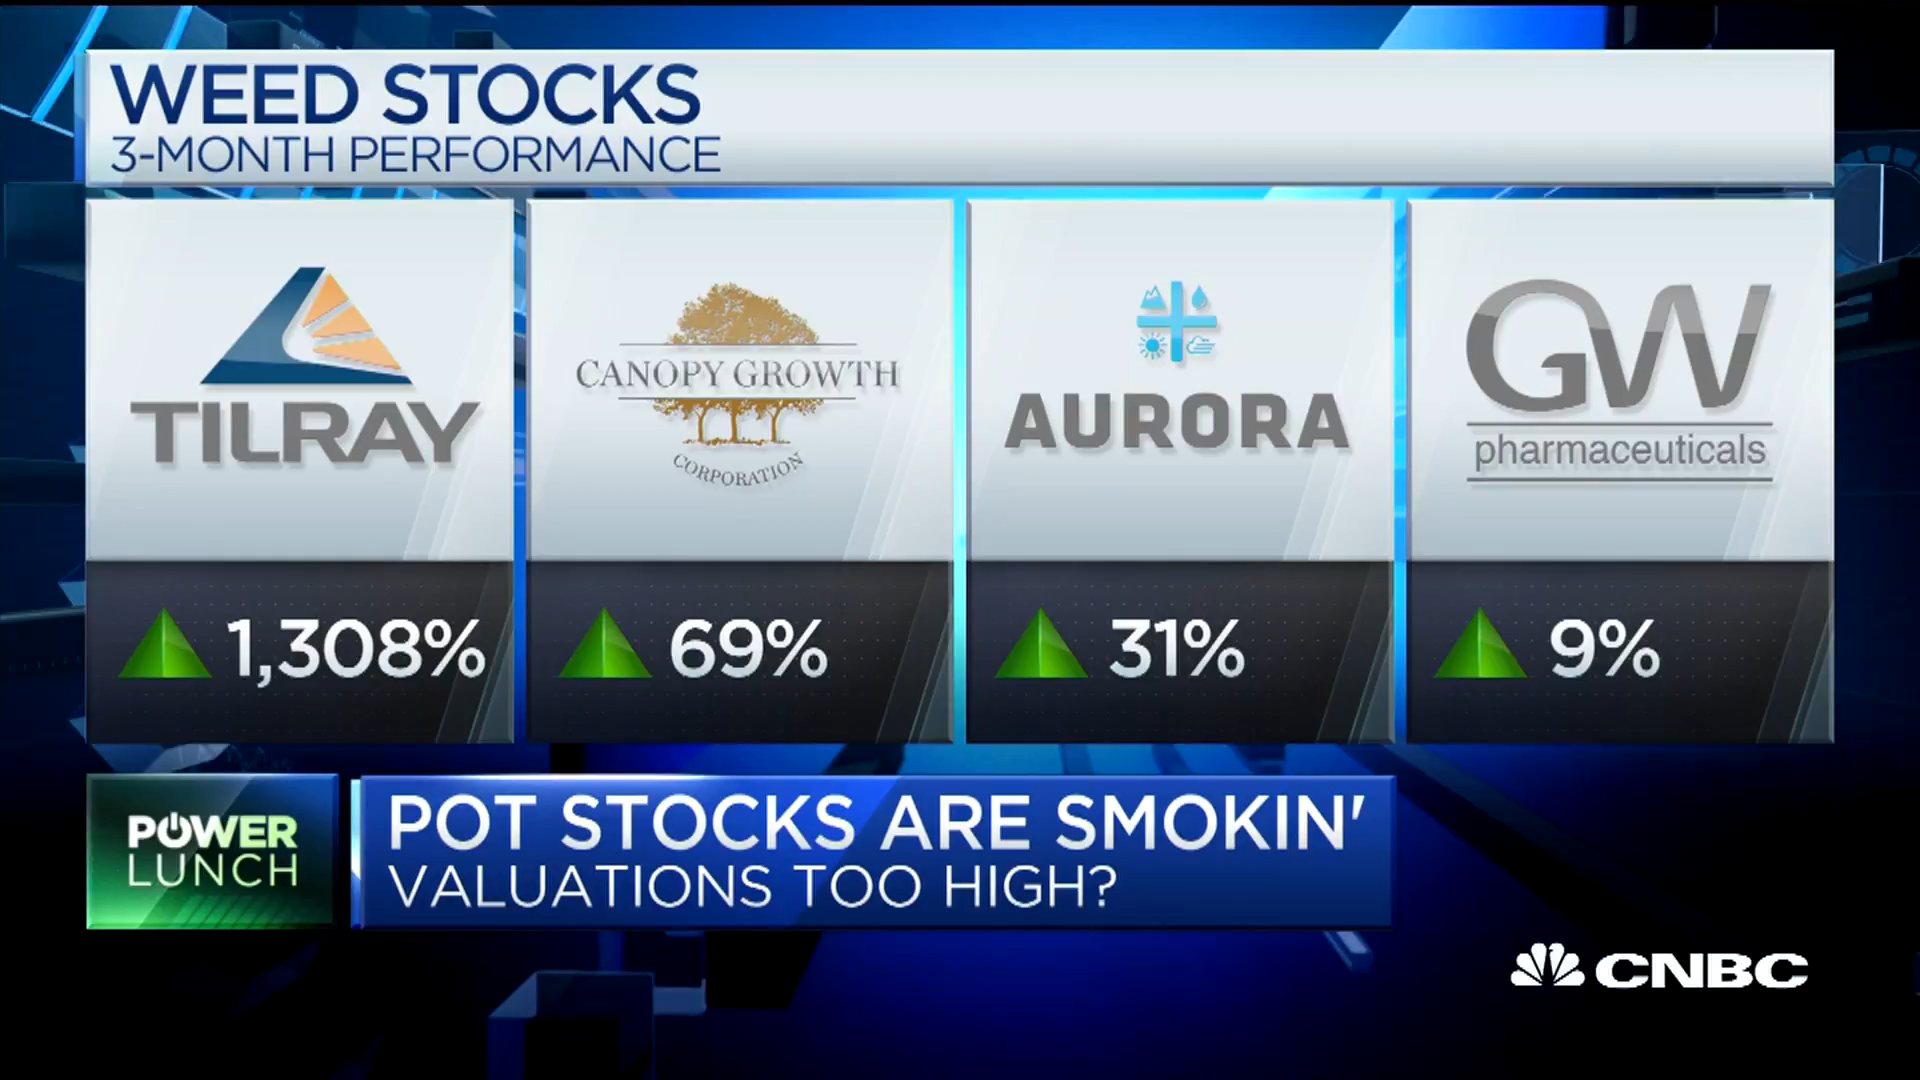 WEED STOCKS
3-MONTH PERFORMANCE
TILRAY
CANOPY GROWTH
CORPORATION
AURORA
GW
pharmaceuticals
1,308%
69%
31%
9%
POWER
LUNCH
POT STOCKS ARE SMOKIN'
VALUATIONS TOO HIGH?
CNBC